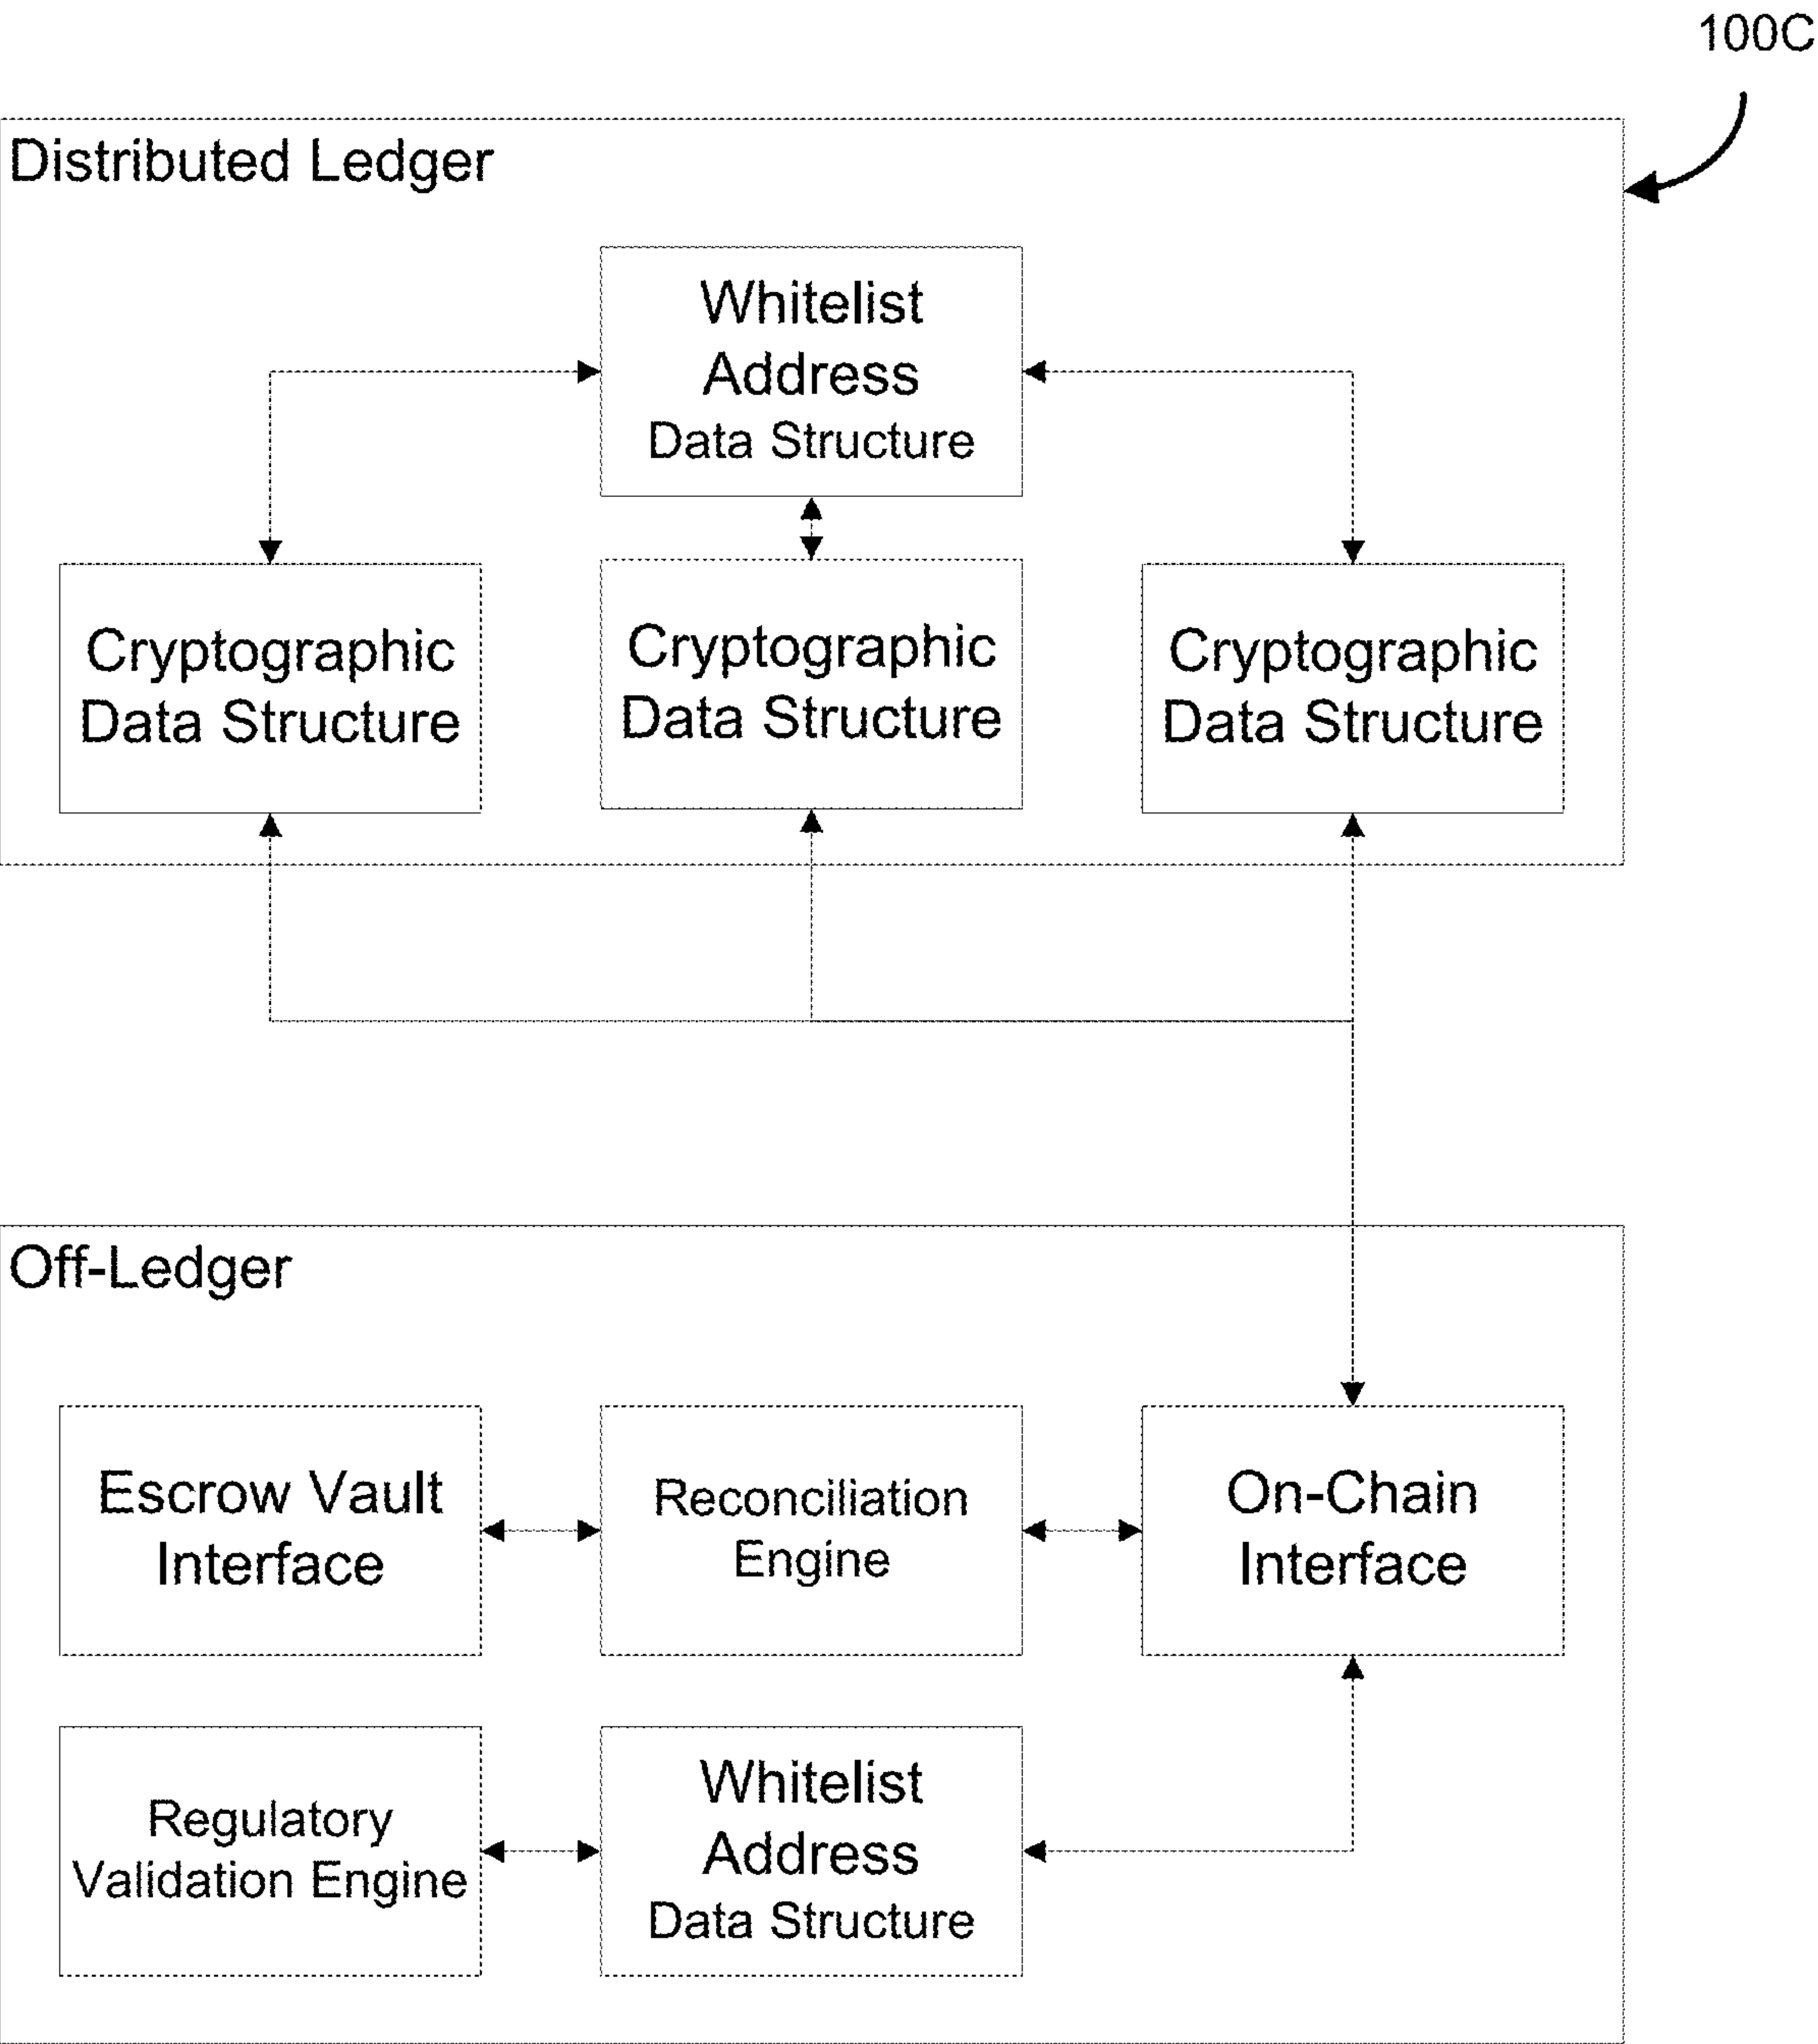 100C
Distributed Ledger
Whitelist
Address
Data Structure
Cryptographic
Data Structure
Cryptographic
Data Structure
Cryptographic
Data Structure
Off-Ledger
Escrow Vault
Interface
Reconciliation
Engine
On-Chain
Interface
Regulatory
Validation Engine
Whitelist
Address
Data Structure